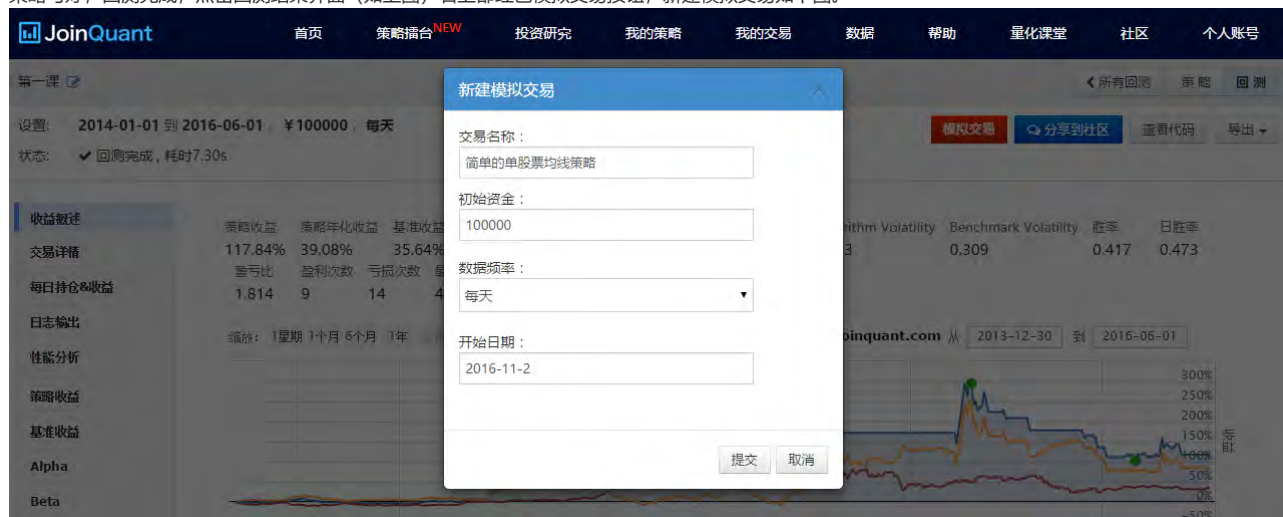 JoinQuant 首页 策略擂台NEW 投资研究 我的策略 我的交易 数据 帮助 量化课堂 社区 个人账号
第一课
所有回测 策略 回测
新建模拟交易
设置: 2014-01-01 到 2016-06-01, ¥100000, 每天
模拟交易 分享到社区 查看代码 导出
状态: 回测完成,耗时7.30s
交易名称:
简单的单股票均线策略
初始资金:
100000
数据频率:
每天
开始日期:
2016-11-2
提交 取消
收益概述
交易详情
每日持仓&收益
日志输出
性能分析
策略收益
基准收益
Alpha
Beta
策略收益 策略年化收益 基准收益
117.84% 39.08% 35.64%
盈亏比 盈利次数 亏损次数
1.814 9 14 4
rithm Volatility Benchmark Volatility 胜率 日胜率
3 0.309 0.417 0.473
缩放: 1星期 1个月 6个月 1年
oinquant.com 从 2013-12-30 到 2016-06-01
300%
250%
200%
150%
100%
50%
0%
-50%